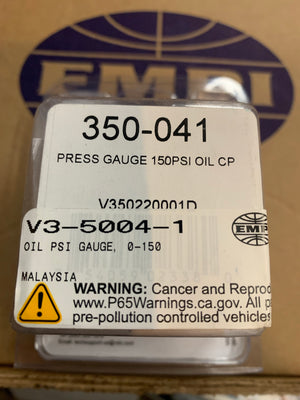 EMPI
350-041
PRESS GAUGE 150PSI OIL CP
V350220001D
V3-5004-1
EMPI
OIL PSI GAUGE, 0-150
MALAYSIA
WARNING: Cancer and Reproc
www.P65Warnings.ca.gov. All p
pre-pollution controlled vehicles